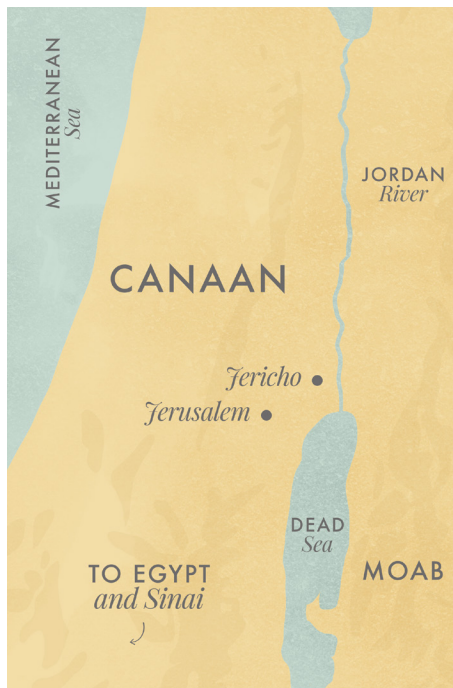 MEDITERRANEAN
Sea
JORDAN
River
CANAAN
Jericho
Jerusalem
DEAD
Sea
MOAB
TO EGYPT
and Sinai